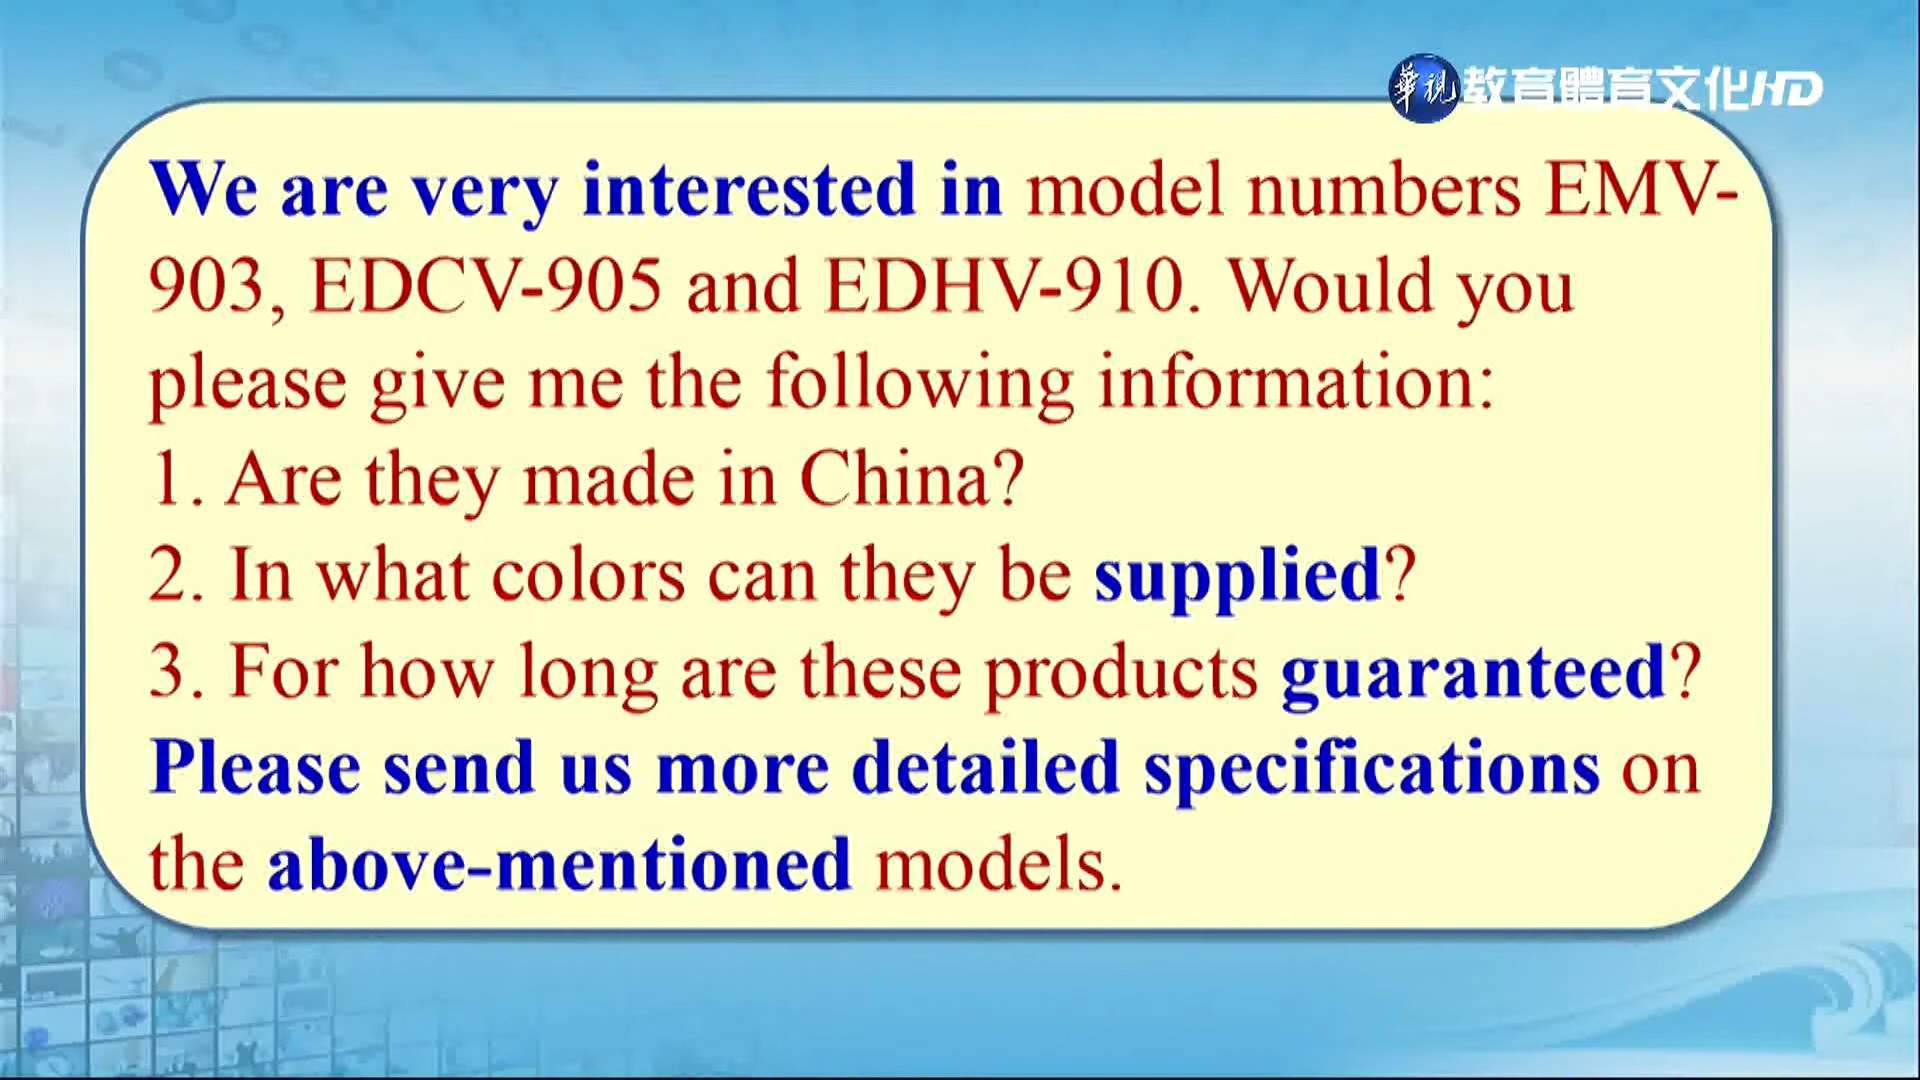 華視 教育體育文化HD
We are very interested in model numbers EMV-
903, EDCV-905 and EDHV-910. Would you
please give me the following information:
1. Are they made in China?
2. In what colors can they be supplied?
3. For how long are these products guaranteed?
Please send us more detailed specifications on
the above-mentioned models.